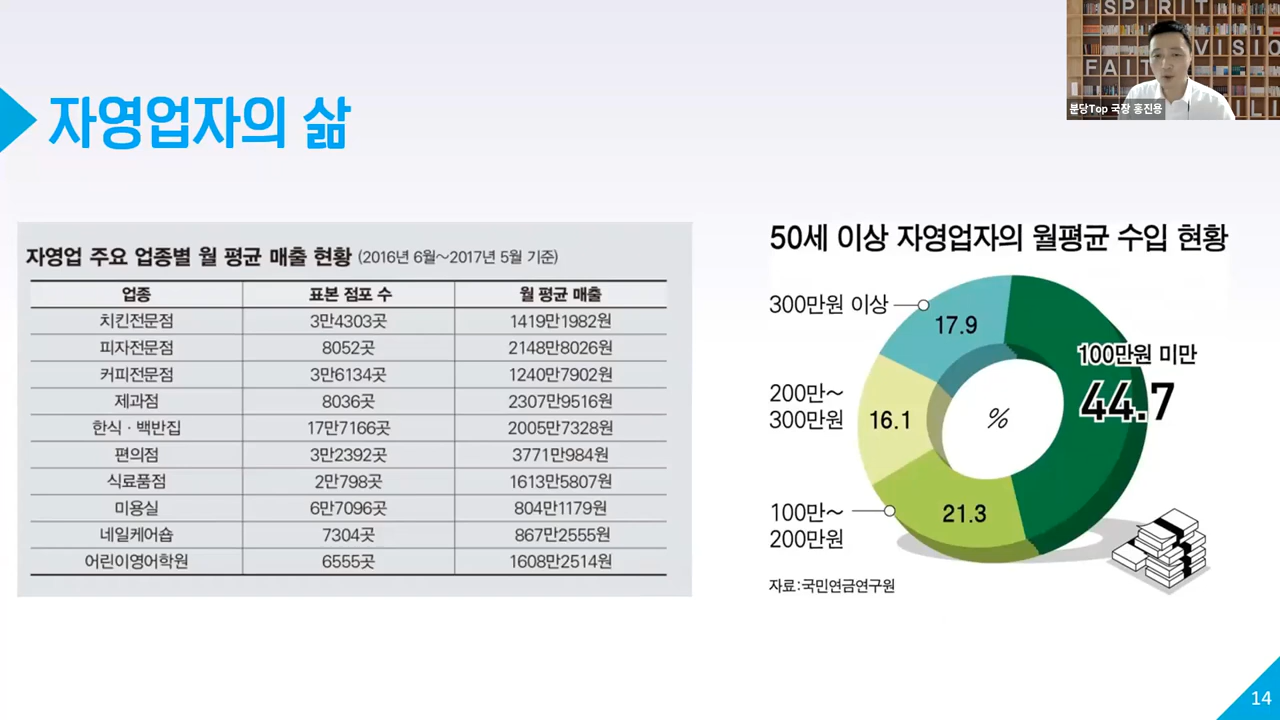 자영업자의 삶
SPIRIT
VISIO
FAIT
분당Top 국장 홍진용
자영업 주요 업종별 월 평균 매출 현황 (2016년 6월~2017년 5월 기준)
업종 표본 점포 수 월 평균 매출
치킨전문점 3만4303곳 1419만1982원
피자전문점 8052곳 2148만8026원
커피전문점 3만6134곳 1240만7902원
제과점 8036곳 2307만9516원
한식·백반집 17만7166곳 2005만7328원
편의점 3만2392곳 3771만984원
식료품점 2만798곳 1613만5807원
미용실 6만7096곳 804만1179원
네일케어숍 7304곳 867만2555원
어린이영어학원 6555곳 1608만2514원
50세 이상 자영업자의 월평균 수입 현황
300만원 이상
17.9
100만원 미만
44.7
200만~
300만원
16.1
%
100만~
200만원
21.3
자료:국민연금연구원
14